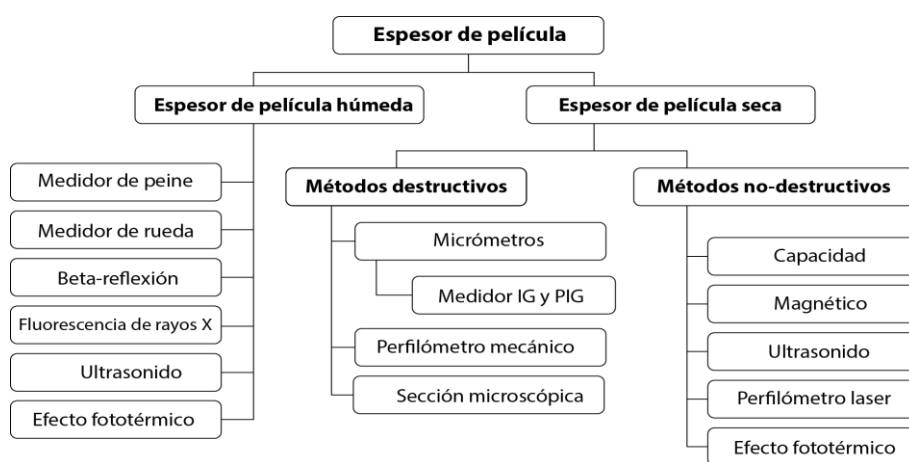 Espesor de película
Espesor de película húmeda
Espesor de película seca
Medidor de peine
Medidor de rueda
Beta-reflexión
Fluorescencia de rayos X
Ultrasonido
Efecto fototérmico
Métodos destructivos
Micrómetros
Medidor IG y PIG
Perfilómetro mecánico
Sección microscópica
Métodos no-destructivos
Capacidad
Magnético
Ultrasonido
Perfilómetro laser
Efecto fototérmico